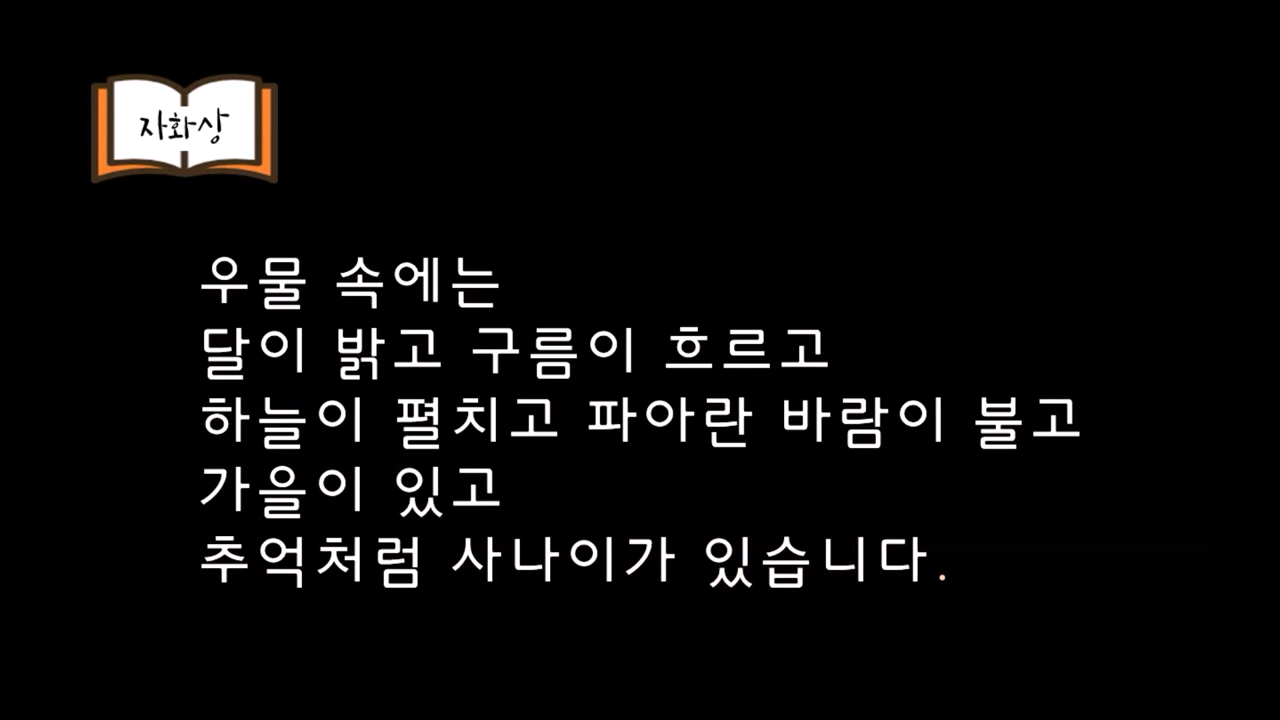 자화상
우물 속에는
달이 밝고 구름이 흐르고
하늘이 펼치고 파아란 바람이 불고
가을이 있고
추억처럼 사나이가 있습니다.